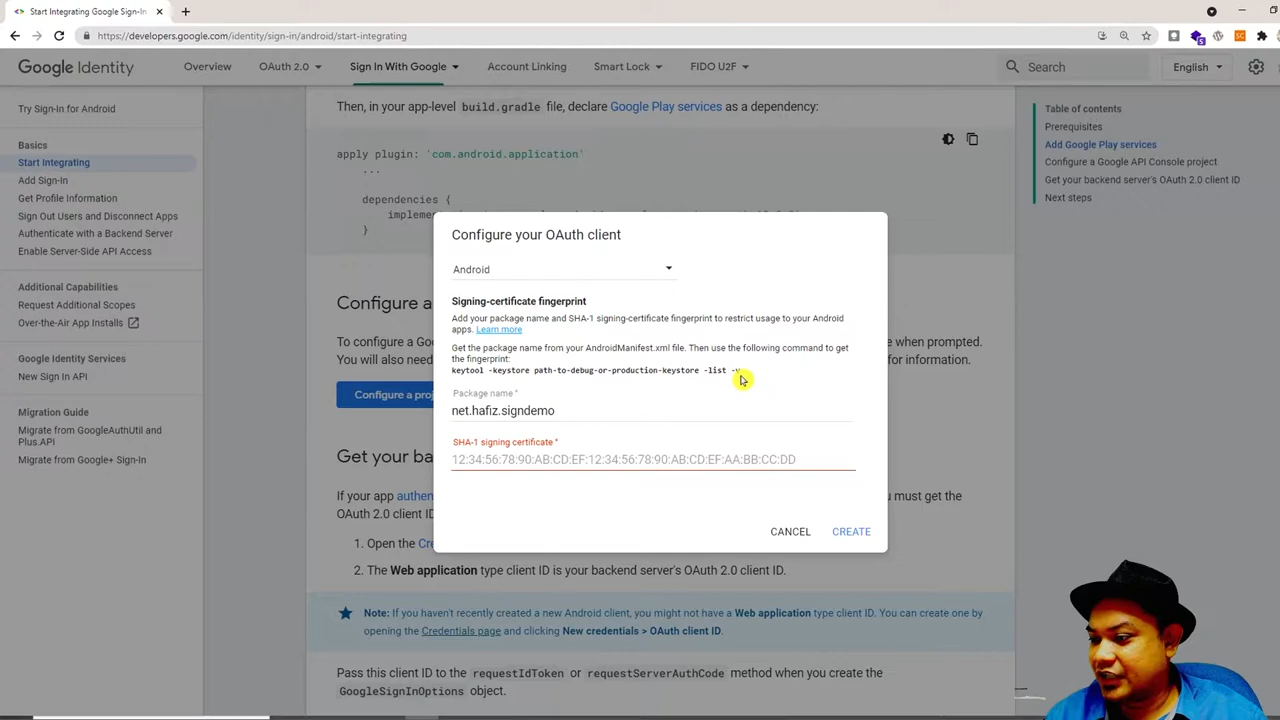 Start Integrating Google Sign-In
https://developers.google.com/identity/sign-in/android/start-integrating
Google Identity
Overview
OAuth 2.0
Sign In With Google
Account Linking
Smart Lock
FIDO U2F
Search
English
Try Sign-In for Android
Basics
Start Integrating
Add Sign-In
Get Profile Information
Sign Out Users and Disconnect Apps
Authenticate with a Backend Server
Enable Server-Side API Access
Additional Capabilities
Request Additional Scopes
Over-the-Air App Installs
Google Identity Services
New Sign In API
Migration Guide
Migrate from GoogleAuthUtil and
Plus.API
Migrate from Google+ Sign-In
Then, in your app-level build.gradle file, declare Google Play services as a dependency:
apply plugin: 'com.android.application'
...
dependencies {
}
Configure a
To configure a Go
e when prompted.
You will also need
for information.
Configure a proj
Get your ba
If your app authen
u must get the
OAuth 2.0 client ID
1. Open the Cre
2. The Web application type client ID is your backend server's OAuth 2.0 client ID.
Note: If you haven't recently created a new Android client, you might not have a Web application type client ID. You can create one by
opening the Credentials page and clicking New credentials > OAuth client ID.
Pass this client ID to the requestIdToken or requestServerAuthCode method when you create the
GoogleSignInOptions object.
Configure your OAuth client
Android
Signing-certificate fingerprint
Add your package name and SHA-1 signing-certificate fingerprint to restrict usage to your Android
apps. Learn more
Get the package name from your AndroidManifest.xml file. Then use the following command to get
the fingerprint:
keytool -keystore path-to-debug-or-production-keystore -list -v
Package name *
net.hafiz.signdemo
SHA-1 signing certificate *
12:34:56:78:90:AB:CD:EF:12:34:56:78:90:AB:CD:EF:AA:BB:CC:DD
CANCEL
CREATE
Table of contents
Prerequisites
Add Google Play services
Configure a Google API Console project
Get your backend server's OAuth 2.0 client ID
Next steps